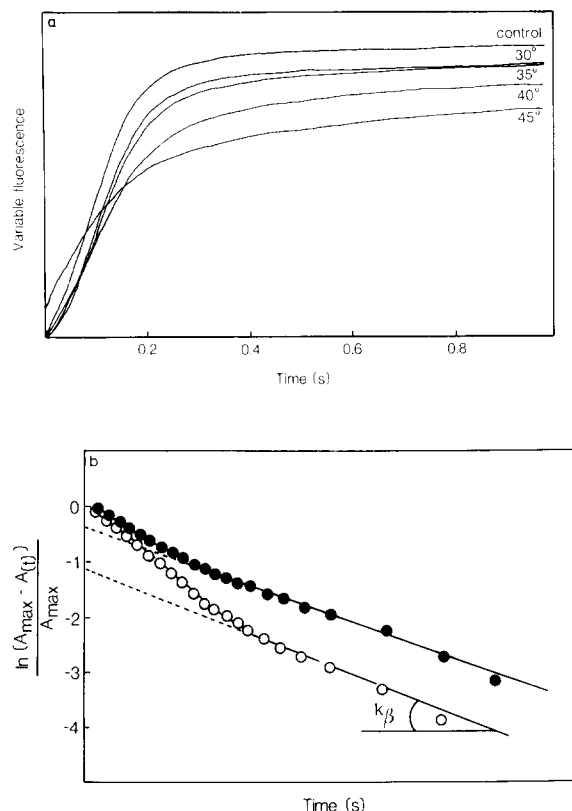 a
control
30°
35°
40°
45°
Variable fluorescence
0.2
0.4
0.6
0.8
Time (s)
b
0
-1
-2
-3
-4
ln (Amax - A(t))
Amax
kβ
Time (s)